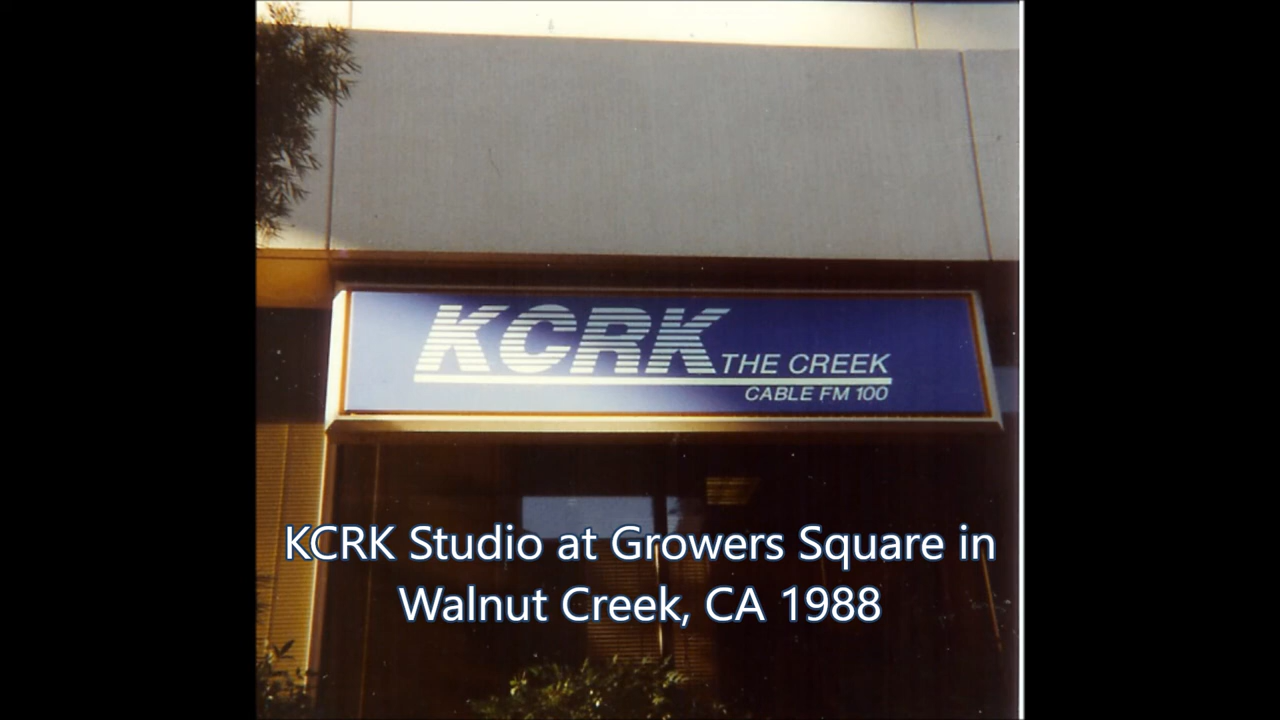 KCRK THE CREEK
CABLE FM 100
KCRK Studio at Growers Square in
Walnut Creek, CA 1988